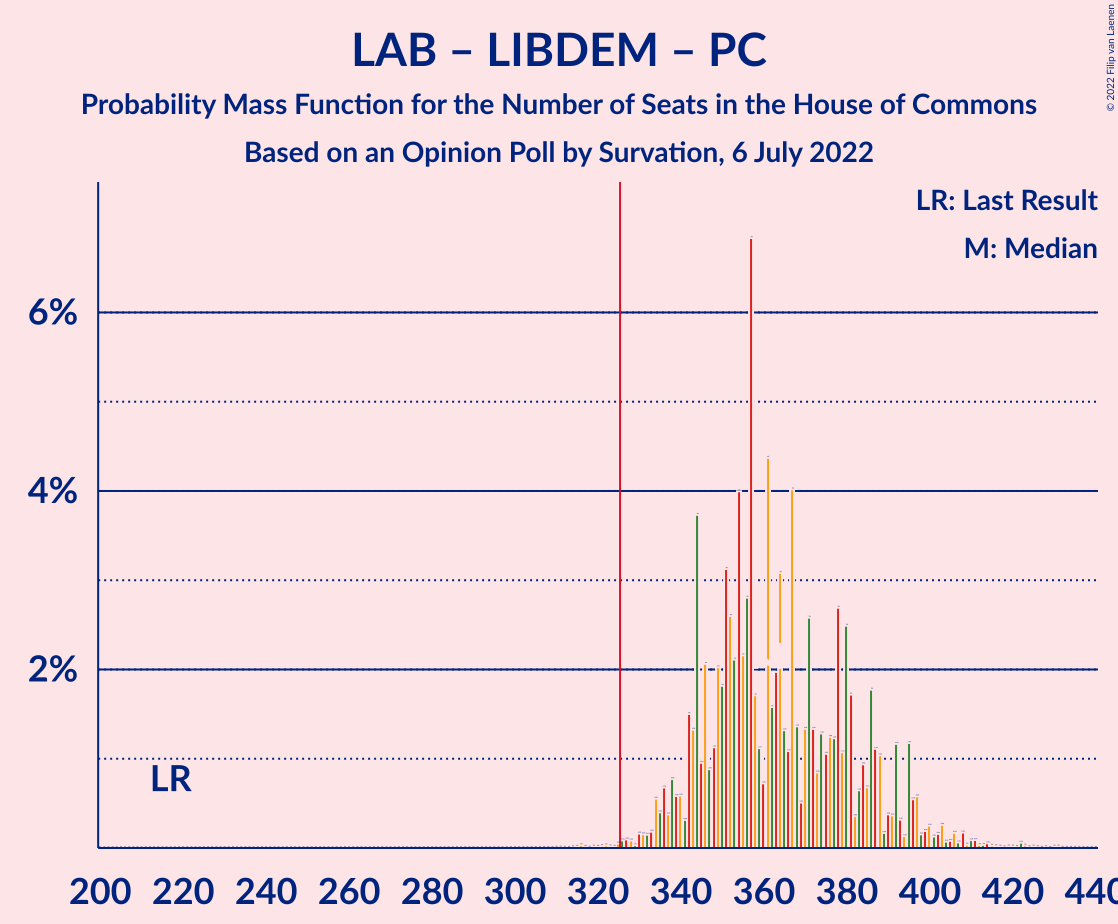 LAB – LIBDEM – PC
Probability Mass Function for the Number of Seats in the House of Commons
Based on an Opinion Poll by Survation, 6 July 2022
© 2022 Filip van Laenen
LR: Last Result
M: Median
6%
4%
2%
LR
200 220 240 260 280 300 320 340 360 380 400 420 440